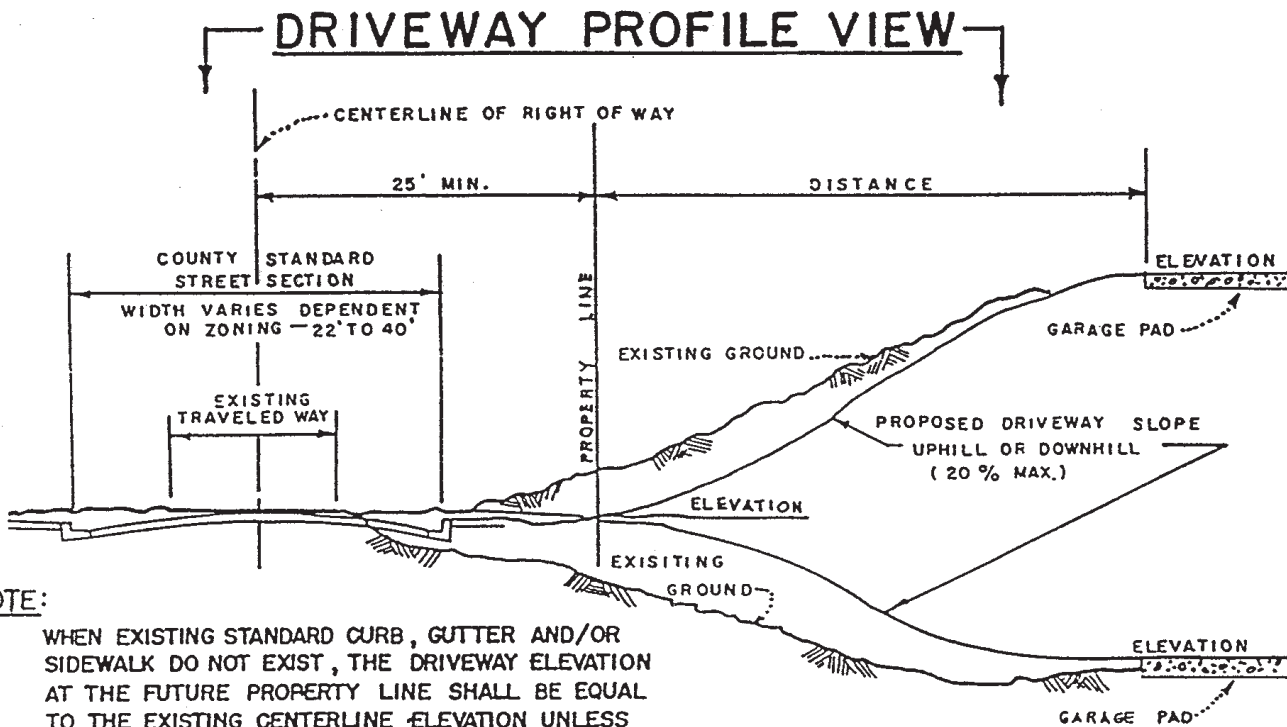 DRIVEWAY PROFILE VIEW
CENTERLINE OF RIGHT OF WAY
25' MIN.
DISTANCE
COUNTY STANDARD
STREET SECTION
WIDTH VARIES DEPENDENT
ON ZONING — 22' TO 40'
EXISTING
TRAVELED WAY
PROPERTY LINE
ELEVATION
GARAGE PAD
EXISTING GROUND
PROPOSED DRIVEWAY SLOPE
UPHILL OR DOWNHILL
(20% MAX.)
ELEVATION
EXISITING
GROUND
ELEVATION
GARAGE PAD
OTE:
WHEN EXISTING STANDARD CURB, GUTTER AND/OR
SIDEWALK DO NOT EXIST, THE DRIVEWAY ELEVATION
AT THE FUTURE PROPERTY LINE SHALL BE EQUAL
TO THE EXISTING CENTERLINE ELEVATION UNLESS